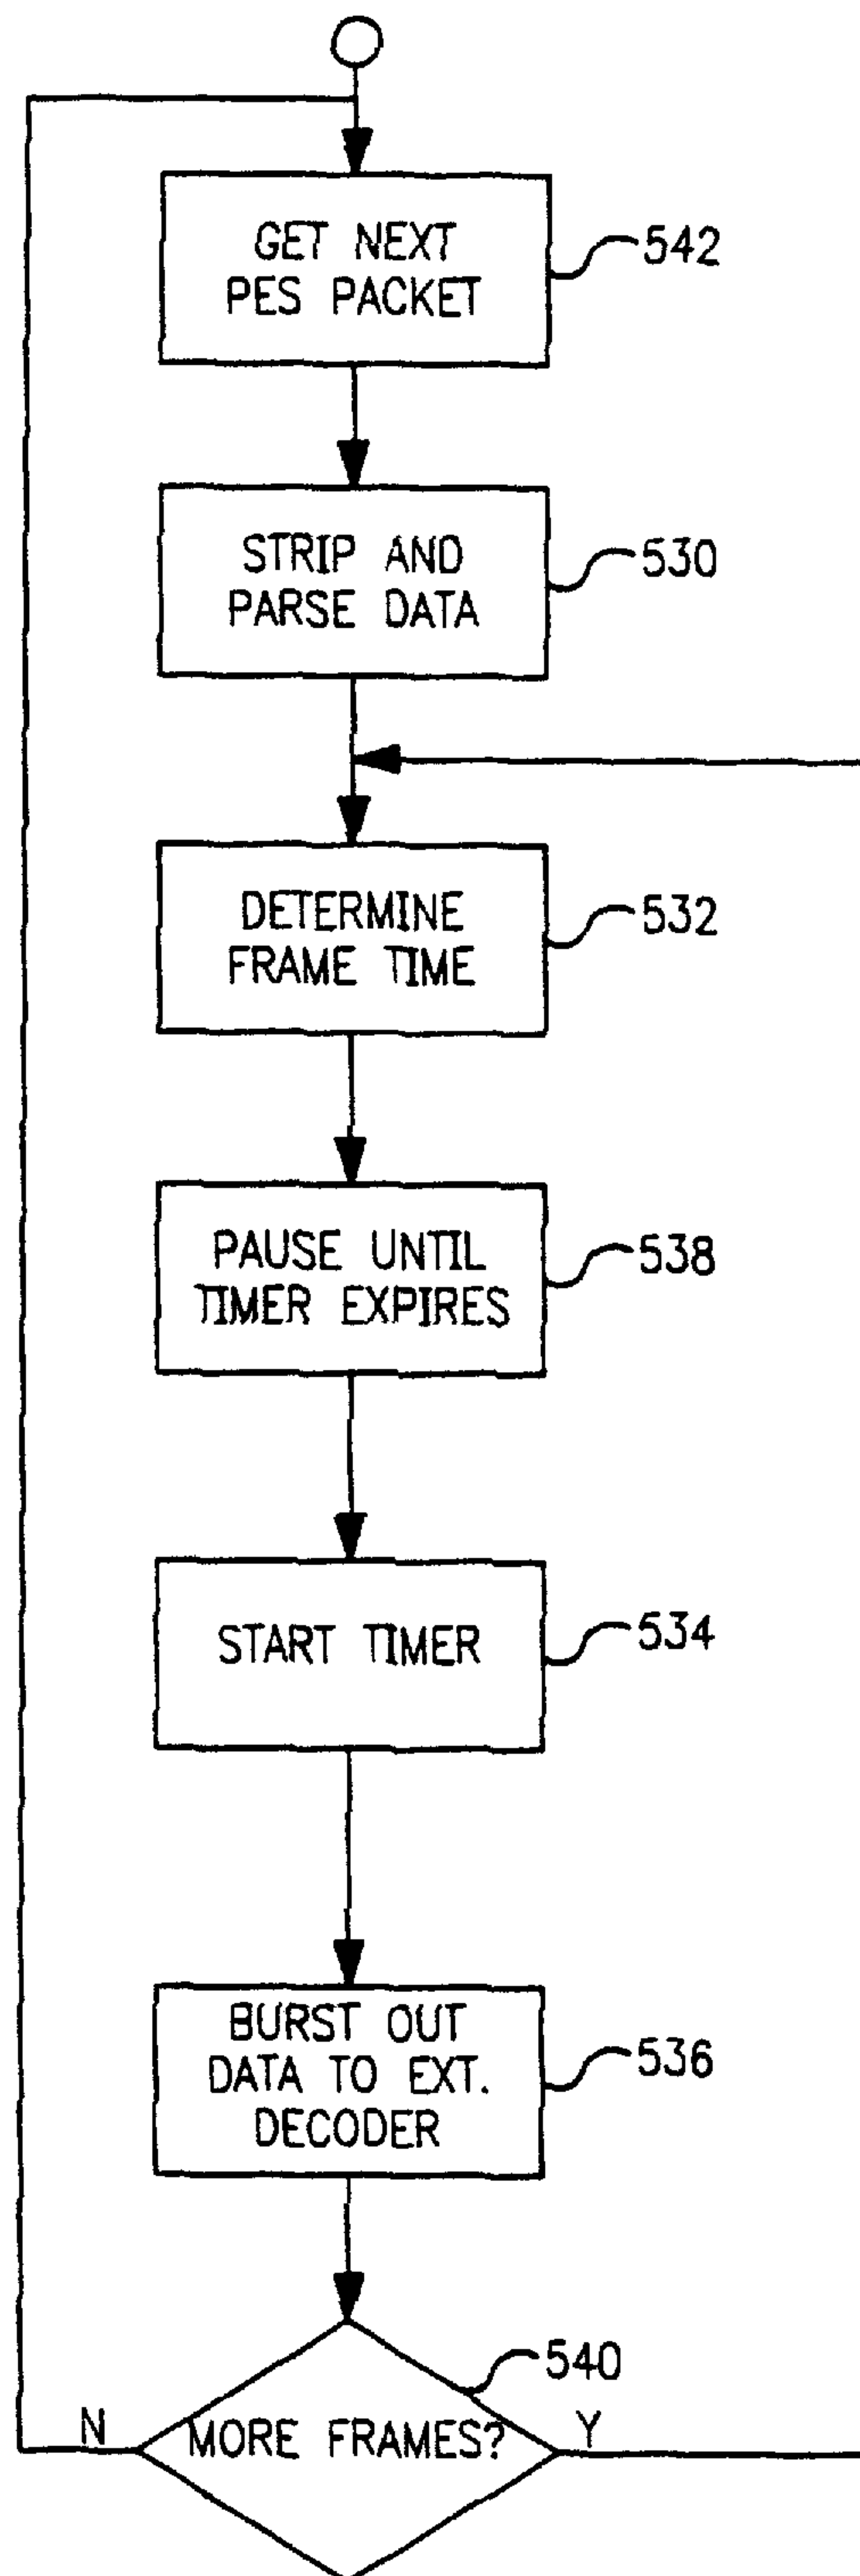 GET NEXT
PES PACKET
542
STRIP AND
PARSE DATA
530
DETERMINE
FRAME TIME
532
PAUSE UNTIL
TIMER EXPIRES
538
START TIMER
534
BURST OUT
DATA TO EXT.
DECODER
536
540
N
MORE FRAMES?
Y